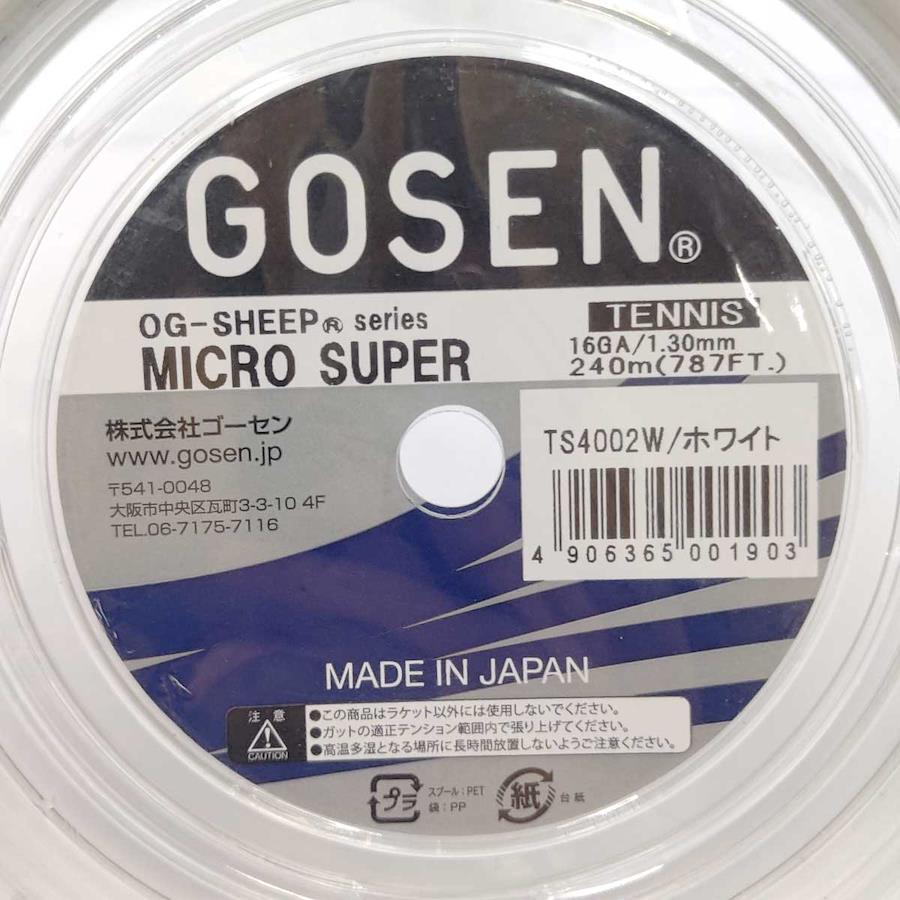 GOSEN®
OG-SHEEP® series
MICRO SUPER
TENNIS
16GA/1.30mm
240m(787FT.)
株式会社ゴーセン
www.gosen.jp
〒541-0048
大阪市中央区瓦町3-3-10 4F
TEL.06-7175-7116
TS4002W/ホワイト
4 906365 001903
MADE IN JAPAN
注意
CAUTION
●この商品はラケット以外には使用しないでください。
●ガットの適正テンション範囲内で張り上げてください。
●高温多湿となる場所に長時間放置しないようご注意ください。
プラ
スプール:PET
袋:PP
紙
台紙